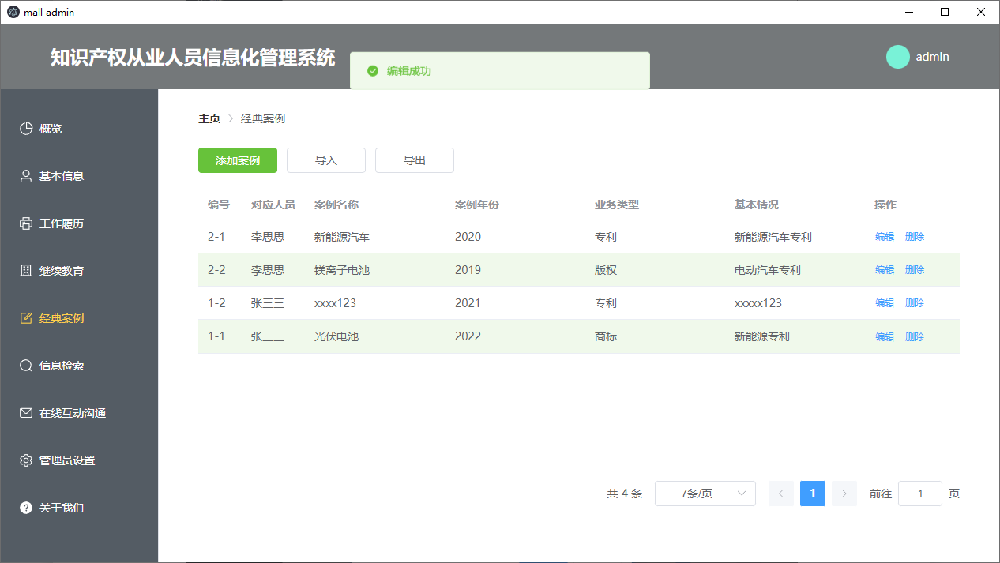 mall admin
知识产权从业人员信息化管理系统
编辑成功
admin
概览
基本信息
工作履历
继续教育
经典案例
信息检索
在线互动沟通
管理员设置
关于我们
主页 经典案例
添加案例 导入 导出
编号 对应人员 案例名称 案例年份 业务类型 基本情况 操作
2-1 李思思 新能源汽车 2020 专利 新能源汽车专利 编辑 删除
2-2 李思思 镁离子电池 2019 版权 电动汽车专利 编辑 删除
1-2 张三三 xxxx123 2021 专利 xxxxx123 编辑 删除
1-1 张三三 光伏电池 2022 商标 新能源专利 编辑 删除
共 4 条 7条/页 1 前往 1 页